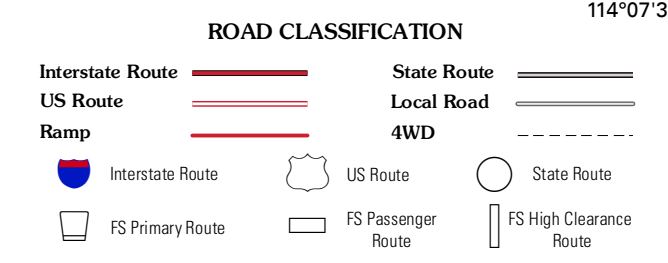 114°07'3
ROAD CLASSIFICATION
Interstate Route
State Route
US Route
Local Road
Ramp
4WD
Interstate Route
US Route
State Route
FS Primary Route
FS Passenger
Route
FS High Clearance
Route